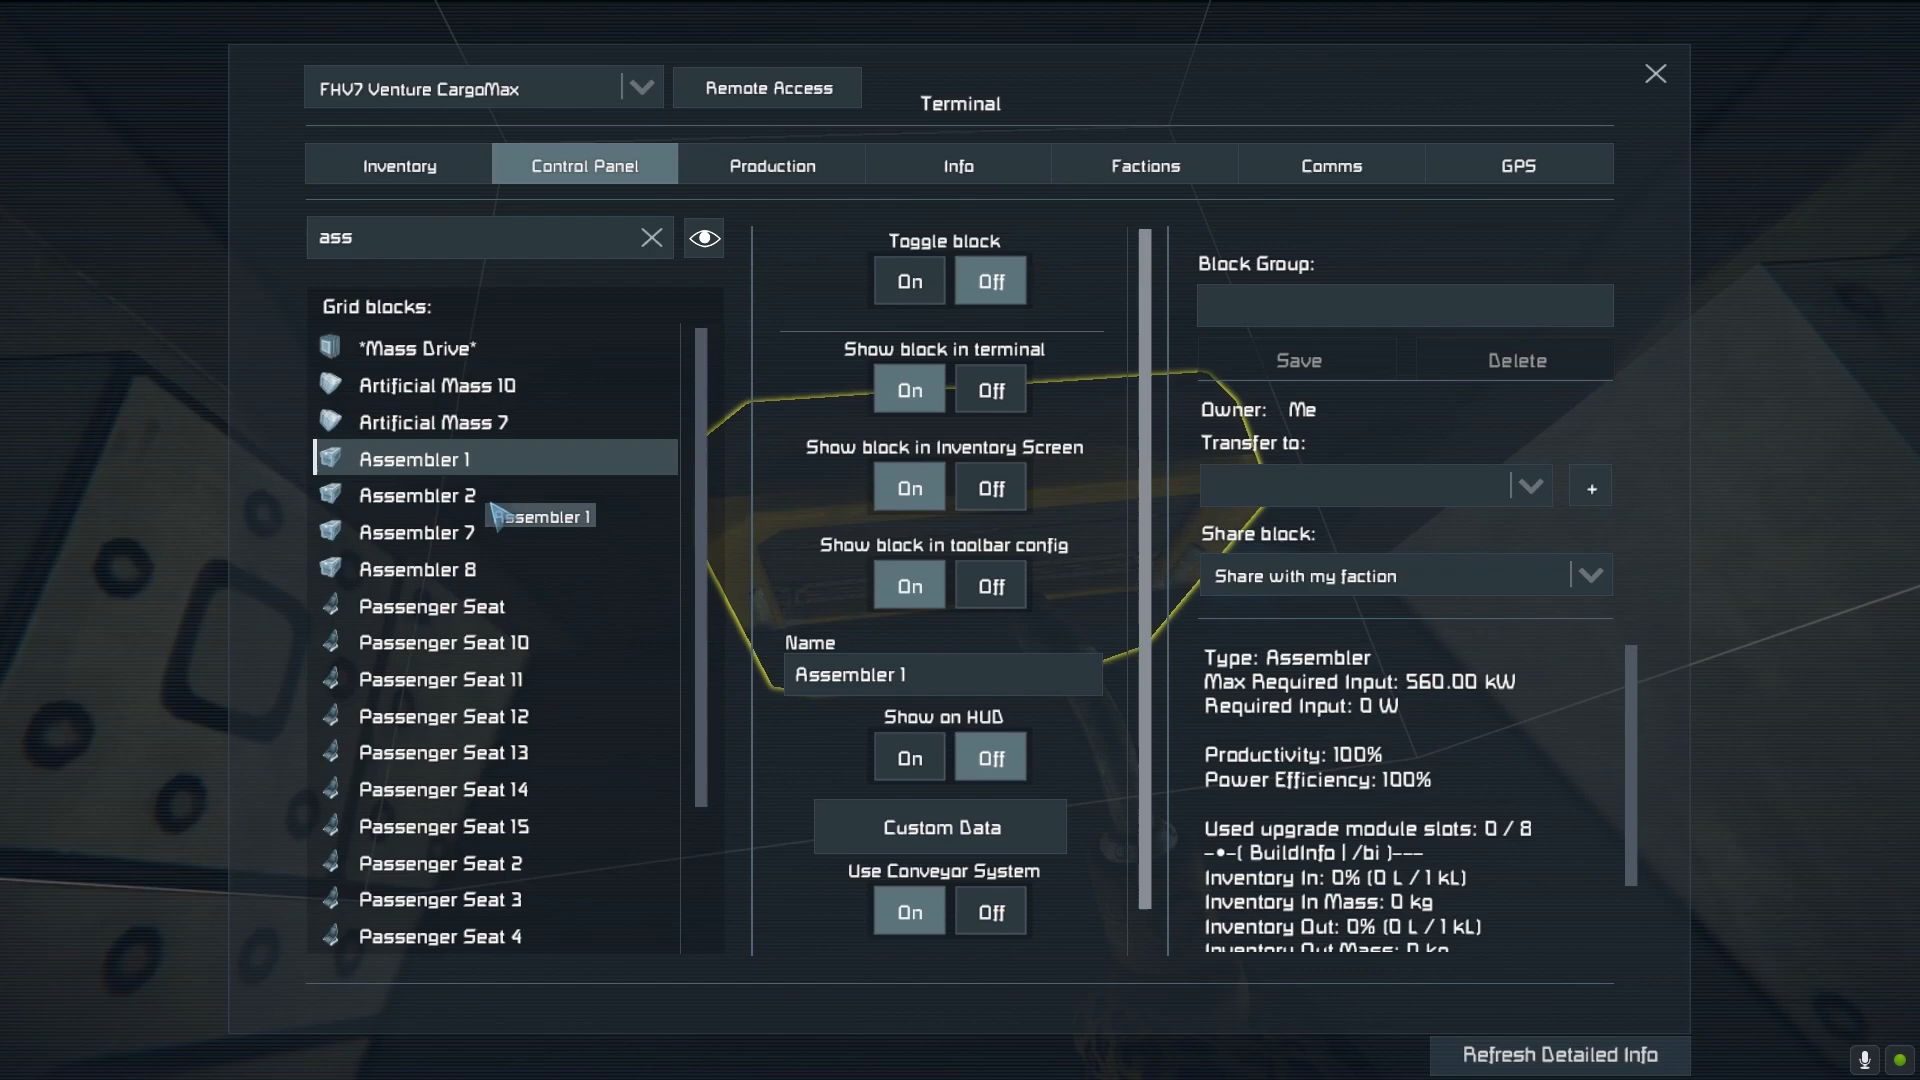 FHV7 Venture CargoMax
Remote Access
Terminal
Inventory
Control Panel
Production
Info
Factions
Comms
GPS
ass
Grid blocks:
*Mass Drive*
Artificial Mass 10
Artificial Mass 7
Assembler 1
Assembler 2
Assembler 1
Assembler 7
Assembler 8
Passenger Seat
Passenger Seat 10
Passenger Seat 11
Passenger Seat 12
Passenger Seat 13
Passenger Seat 14
Passenger Seat 15
Passenger Seat 2
Passenger Seat 3
Passenger Seat 4
Toggle block
On Off
Show block in terminal
On Off
Show block in Inventory Screen
On Off
Show block in toolbar config
On Off
Name
Assembler 1
Show on HUD
On Off
Custom Data
Use Conveyor System
On Off
Block Group:
Save Delete
Owner: Me
Transfer to:
+
Share block:
Share with my faction
Type: Assembler
Max Required Input: 560.00 kW
Required Input: 0 W
Productivity: 100%
Power Efficiency: 100%
Used upgrade module slots: 0 / 8
-•-( BuildInfo | /bi )---
Inventory In: 0% (0 L / 1 kL)
Inventory In Mass: 0 kg
Inventory Out: 0% (0 L / 1 kL)
Inventory Out Mass: 0 kg
Refresh Detailed Info